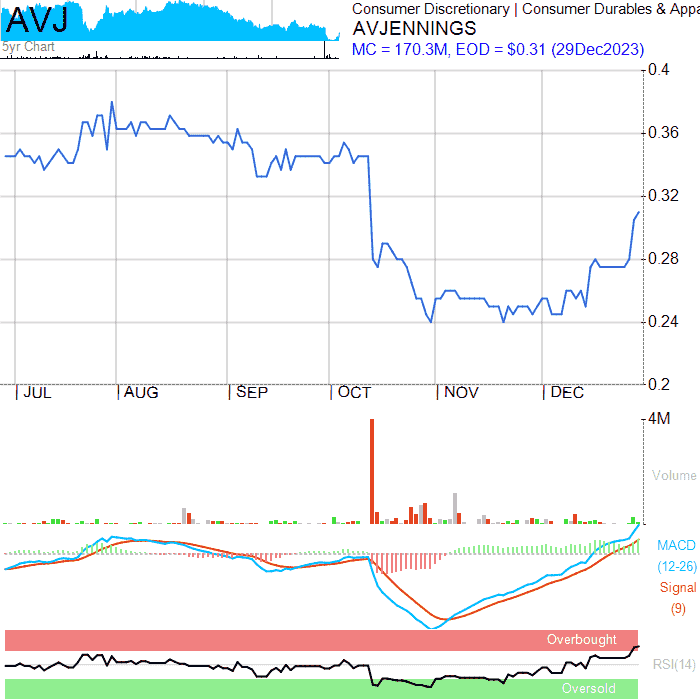 AVJ
5yr Chart
Consumer Discretionary | Consumer Durables & Appa
AVJENNINGS
MC = 170.3M, EOD = $0.31 (29Dec2023)
0.4
0.36
0.32
0.28
0.24
0.2
| JUL | AUG | SEP | OCT | NOV | DEC
4M
Volume
MACD
(12-26)
Signal
(9)
Overbought
RSI(14)
Oversold